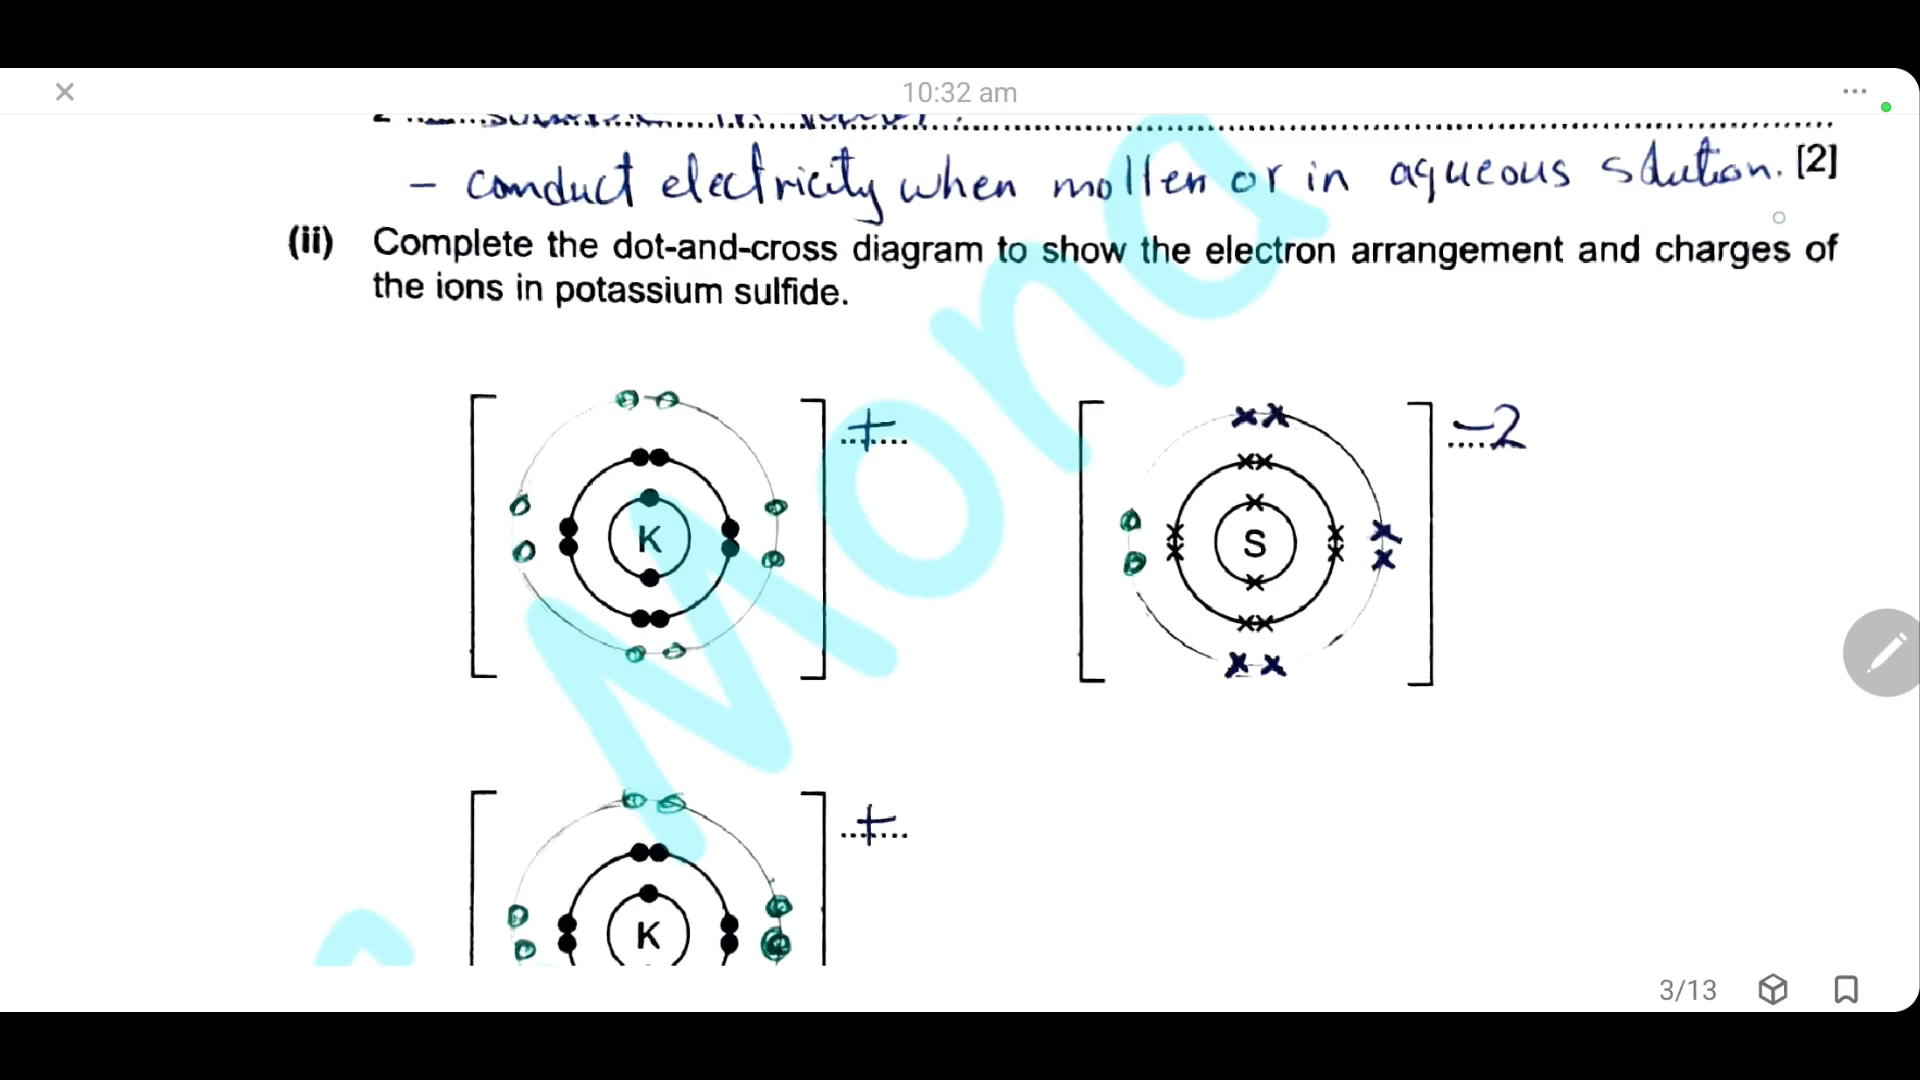 10:32 am
- conduct electricity when molten or in aqueous solution. [2]
(ii) Complete the dot-and-cross diagram to show the electron arrangement and charges of
the ions in potassium sulfide.
K
+
S
-2
K
+
Mona
3/13